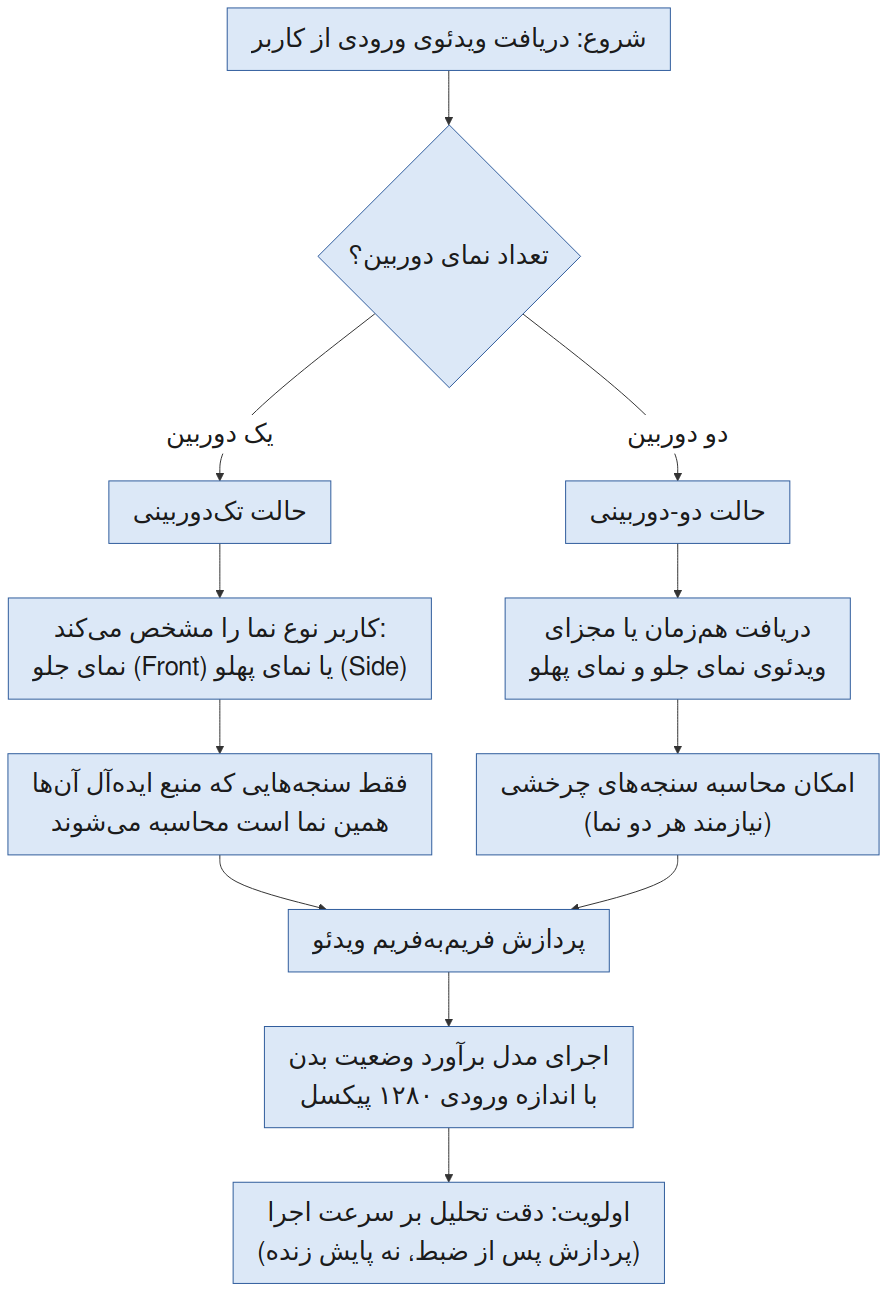 شروع: دریافت ویدئوی ورودی از کاربر
تعداد نمای دوربین؟
یک دوربین
دو دوربین
حالت تک‌دوربینی
حالت دو-دوربینی
کاربر نوع نما را مشخص می‌کند:
نمای جلو (Front) یا نمای پهلو (Side)
دریافت هم‌زمان یا مجزای
ویدئوی نمای جلو و نمای پهلو
فقط سنجه‌هایی که منبع ایده‌آل آن‌ها
همین نما است محاسبه می‌شوند
امکان محاسبه سنجه‌های چرخشی
(نیازمند هر دو نما)
پردازش فریم‌به‌فریم ویدئو
اجرای مدل برآورد وضعیت بدن
با اندازه ورودی ۱۲۸۰ پیکسل
اولویت: دقت تحلیل بر سرعت اجرا
(پردازش پس از ضبط، نه پایش زنده)